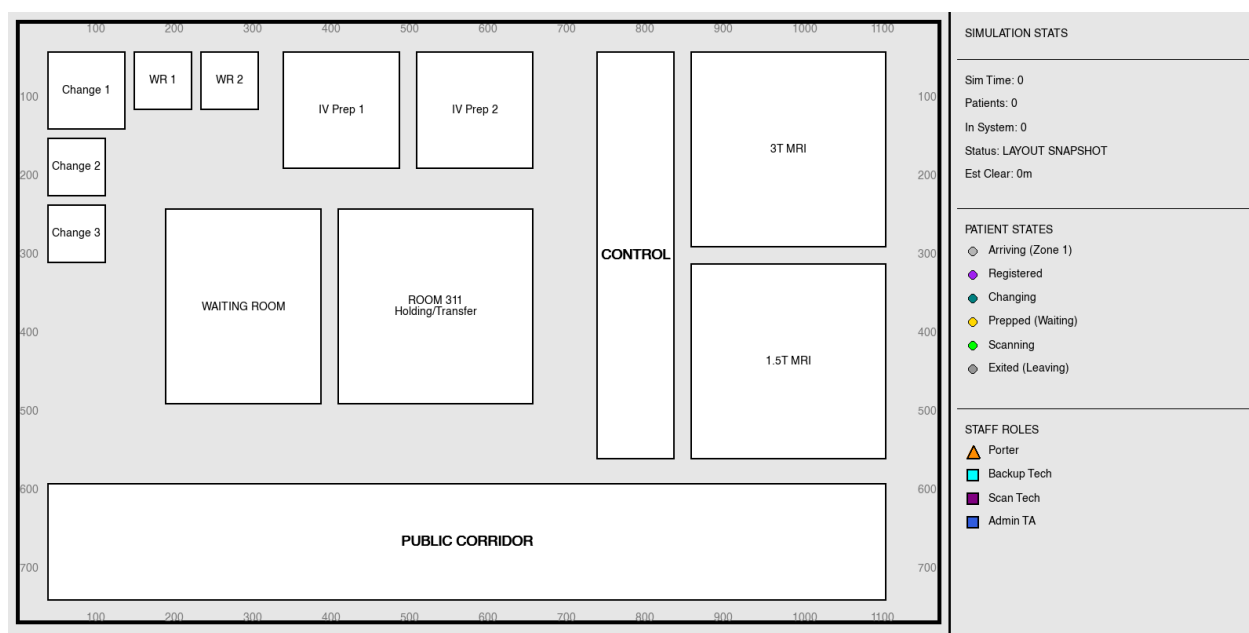 100 200 300 400 500 600 700 800 900 1000 1100
SIMULATION STATS
Change 1
WR 1
WR 2
IV Prep 1
IV Prep 2
3T MRI
100
100
Change 2
200
200
Change 3
300
300
CONTROL
WAITING ROOM
ROOM 311
Holding/Transfer
400
400
1.5T MRI
500
500
600
600
PUBLIC CORRIDOR
700
700
100 200 300 400 500 600 700 800 900 1000 1100
Sim Time: 0
Patients: 0
In System: 0
Status: LAYOUT SNAPSHOT
Est Clear: 0m
PATIENT STATES
Arriving (Zone 1)
Registered
Changing
Prepped (Waiting)
Scanning
Exited (Leaving)
STAFF ROLES
Porter
Backup Tech
Scan Tech
Admin TA